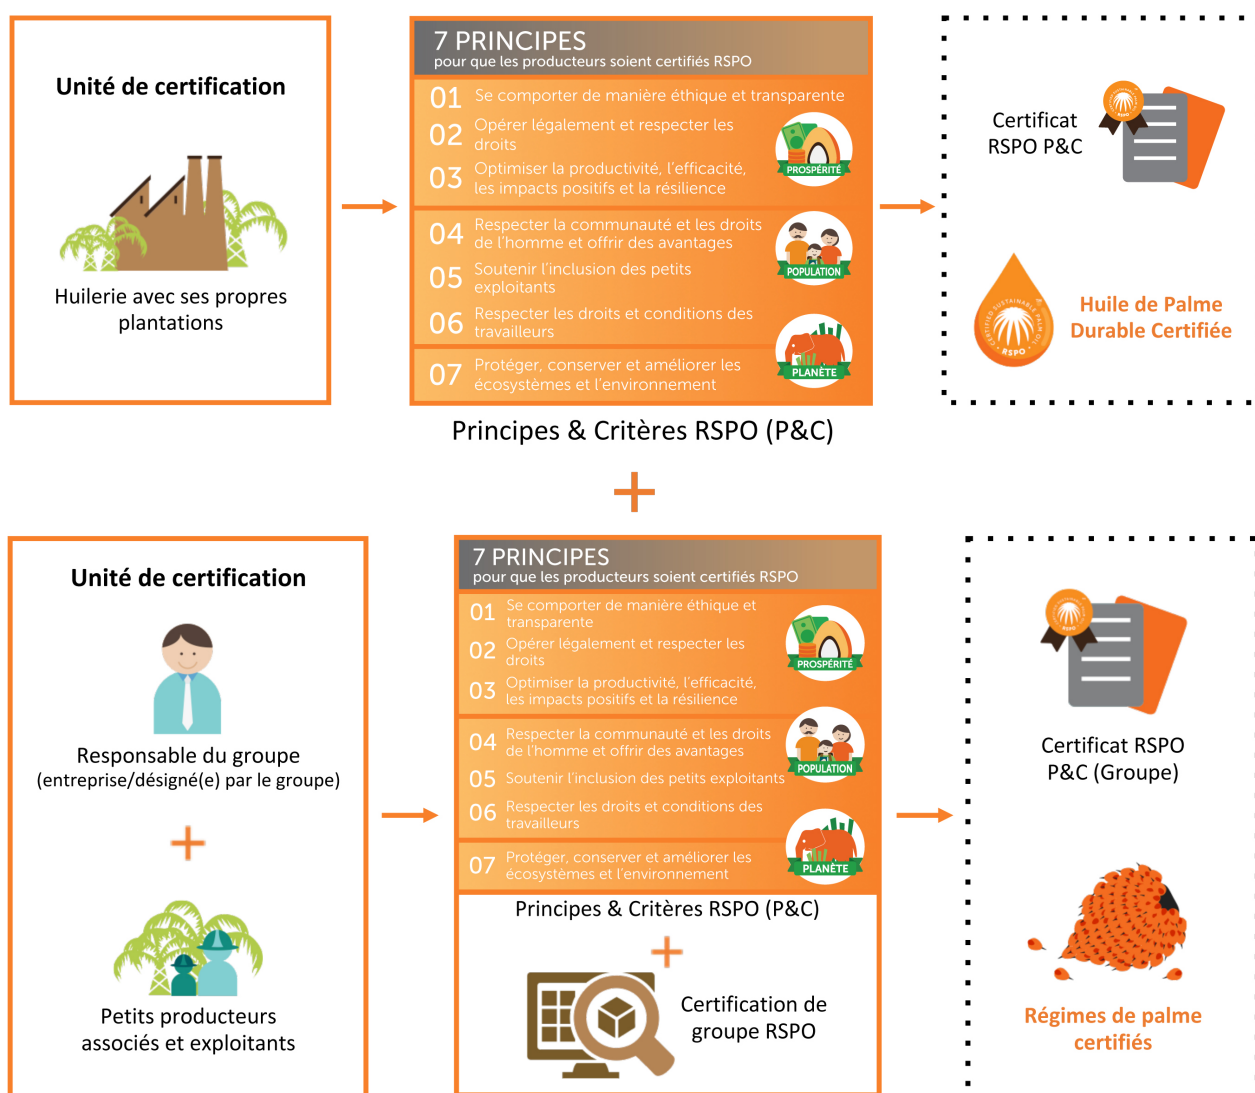 Unité de certification
Huilerie avec ses propres
plantations
7 PRINCIPES
pour que les producteurs soient certifiés RSPO
01 Se comporter de manière éthique et transparente
02 Opérer légalement et respecter les
droits
03 Optimiser la productivité, l'efficacité,
les impacts positifs et la résilience
PROSPÉRITÉ
04 Respecter la communauté et les droits
de l'homme et offrir des avantages
05 Soutenir l'inclusion des petits
exploitants
06 Respecter les droits et conditions des
travailleurs
POPULATION
07 Protéger, conserver et améliorer les
écosystèmes et l'environnement
PLANÈTE
Principes & Critères RSPO (P&C)
Certificat
RSPO P&C
RSPO
CERTIFIED SUSTAINABLE PALM OIL
RSPO
Huile de Palme
Durable Certifiée
+
Unité de certification
Responsable du groupe
(entreprise/désigné(e) par le groupe)
+
Petits producteurs
associés et exploitants
7 PRINCIPES
pour que les producteurs soient certifiés RSPO
01 Se comporter de manière éthique et
transparente
02 Opérer légalement et respecter les
droits
03 Optimiser la productivité, l'efficacité,
les impacts positifs et la résilience
PROSPÉRITÉ
04 Respecter la communauté et les droits
de l'homme et offrir des avantages
05 Soutenir l'inclusion des petits exploitants
06 Respecter les droits et conditions des
travailleurs
POPULATION
07 Protéger, conserver et améliorer les
écosystèmes et l'environnement
PLANÈTE
Principes & Critères RSPO (P&C)
+
Certification de
groupe RSPO
RSPO
Certificat RSPO
P&C (Groupe)
Régimes de palme
certifiés